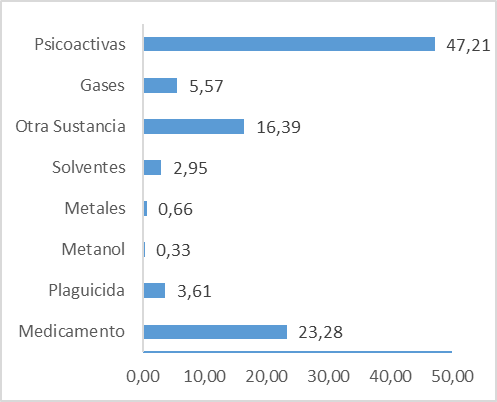 Psicoactivas 47,21
Gases 5,57
Otra Sustancia 16,39
Solventes 2,95
Metales 0,66
Metanol 0,33
Plaguicida 3,61
Medicamento 23,28
0,00 10,00 20,00 30,00 40,00 50,00